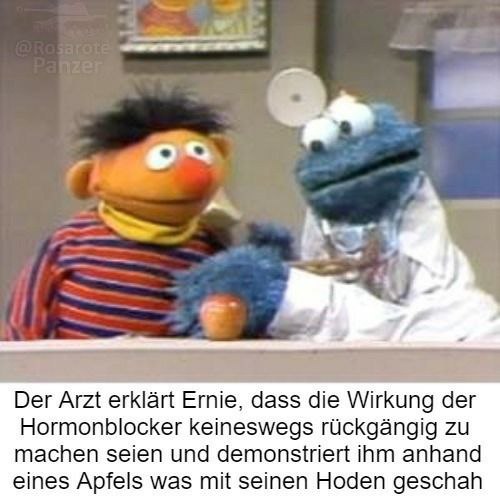 @Rosarote
Panzer
Der Arzt erklärt Ernie, dass die Wirkung der
Hormonblocker keineswegs rückgängig zu
machen seien und demonstriert ihm anhand
eines Apfels was mit seinen Hoden geschah